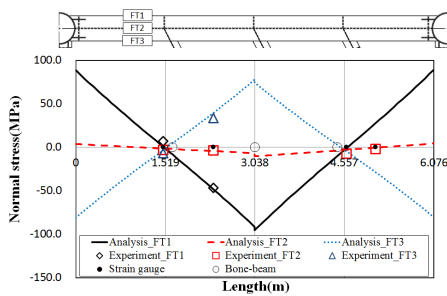 FT1
FT2
FT3
100.0
50.0
0.0
-50.0
-100.0
-150.0
Normal stress(MPa)
0 1.519 3.038 4.557 6.076
Analysis_FT1 Analysis_FT2 Analysis_FT3
Experiment_FT1 Experiment_FT2 Experiment_FT3
Strain gauge Bone-beam
Length(m)